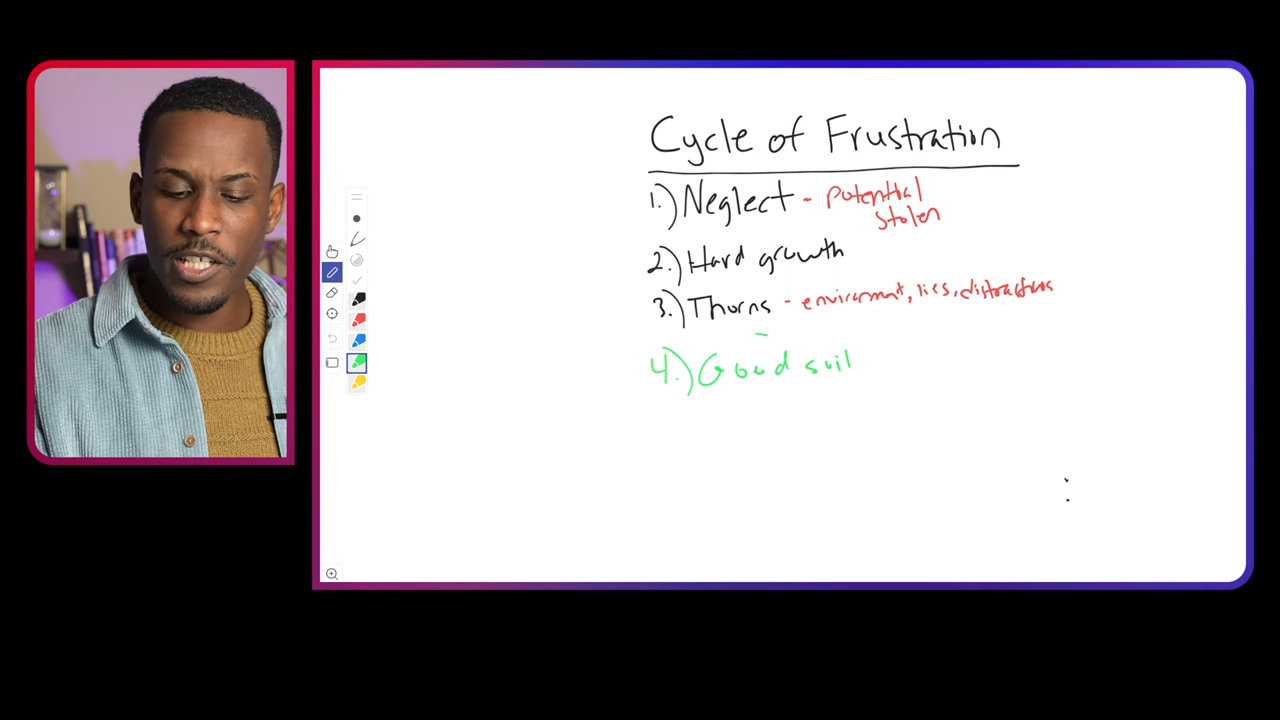 Cycle of Frustration
1.) Neglect - potential
stolen
2.) Hard growth
3.) Thorns - environment, lies, distractions
4.) Good soil